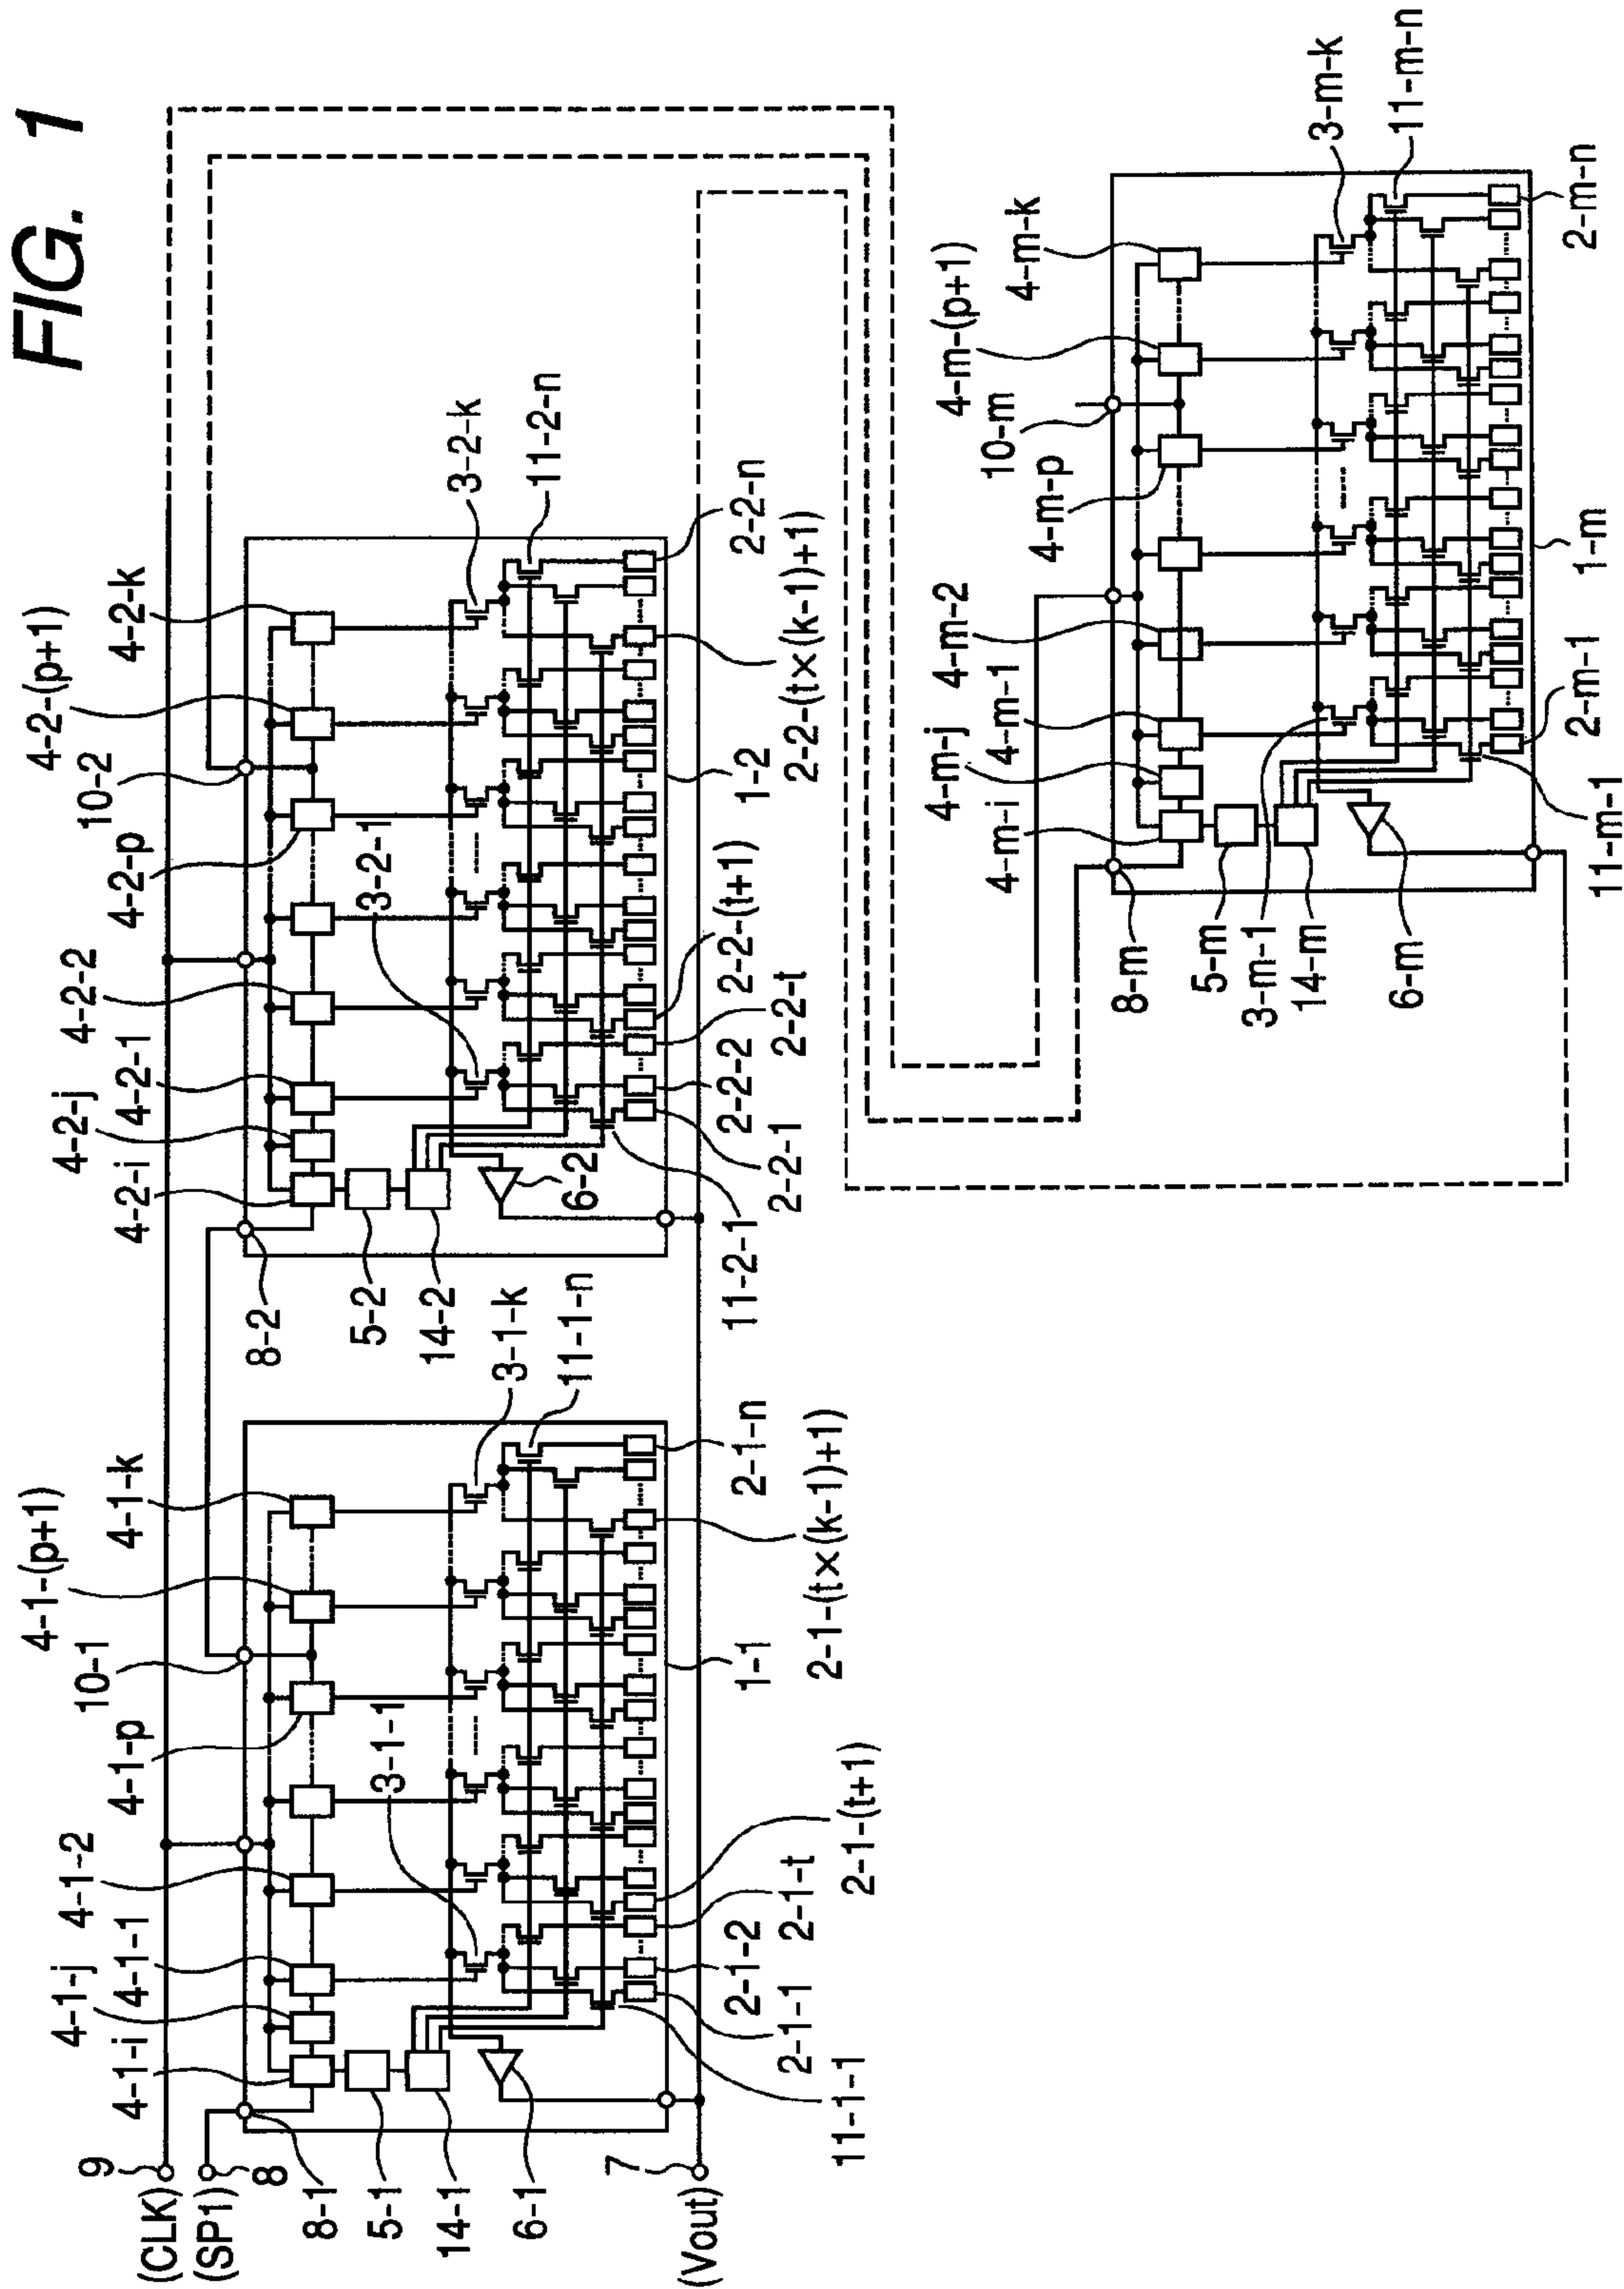 FIG. 1
9
(CLK)
(SP1)
8
8-1
5-1
14-1
6-1
7
(Vout)
4-1-i
4-1-j
4-1-1
4-1-2
4-1-p
10-1
4-1-(p+1)
4-1-k
3-1-1
3-1-k
11-1-n
11-1-1
2-1-1
2-1-2
2-1-t
2-1-(t+1)
1-1
2-1-(t×(k-1)+1)
2-1-n
8-2
5-2
14-2
6-2
4-2-i
4-2-j
4-2-1
4-2-2
4-2-p
10-2
4-2-(p+1)
4-2-k
3-2-1
3-2-k
11-2-n
11-2-1
2-2-1
2-2-2
2-2-t
2-2-(t+1)
1-2
2-2-(t×(k-1)+1)
2-2-n
4-m-i
4-m-j
4-m-1
4-m-2
4-m-p
10-m
4-m-(p+1)
4-m-k
3-m-k
11-m-n
8-m
5-m
3-m-1
14-m
6-m
11-m-1
2-m-1
1-m
2-m-n